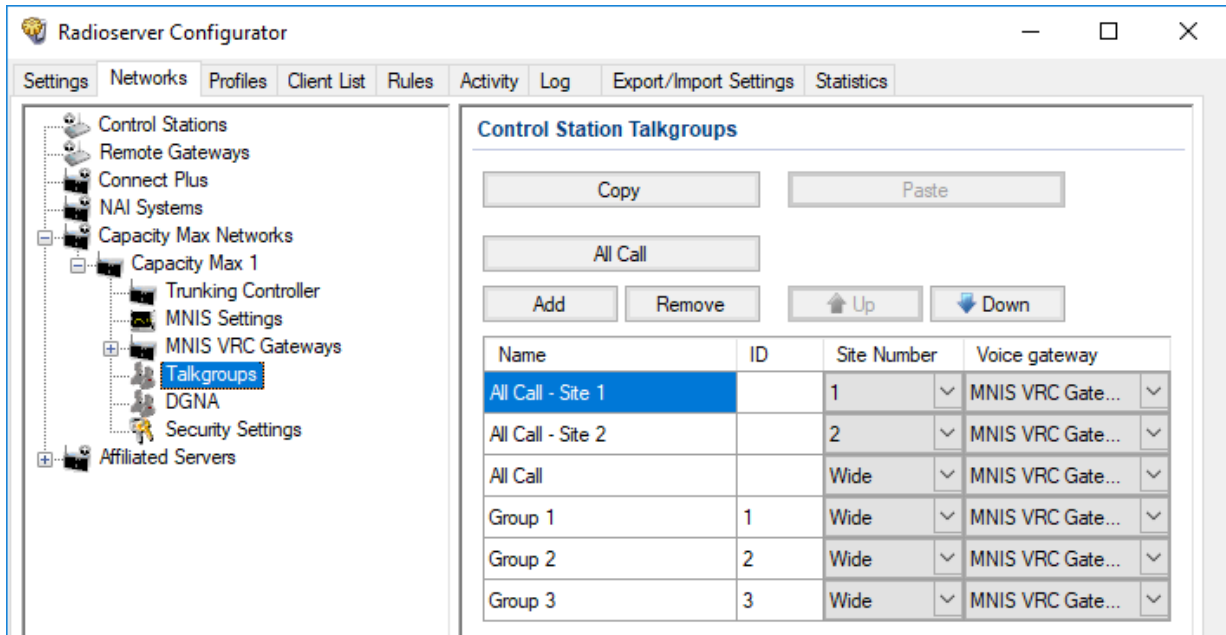 Radioserver Configurator
Settings Networks Profiles Client List Rules Activity Log Export/Import Settings Statistics
Control Stations
Remote Gateways
Connect Plus
NAI Systems
Capacity Max Networks
Capacity Max 1
Trunking Controller
MNIS Settings
MNIS VRC Gateways
Talkgroups
DGNA
Security Settings
Affiliated Servers
Control Station Talkgroups
Copy Paste
All Call
Add Remove Up Down
Name ID Site Number Voice gateway
All Call - Site 1 1 MNIS VRC Gate...
All Call - Site 2 2 MNIS VRC Gate...
All Call Wide MNIS VRC Gate...
Group 1 1 Wide MNIS VRC Gate...
Group 2 2 Wide MNIS VRC Gate...
Group 3 3 Wide MNIS VRC Gate...